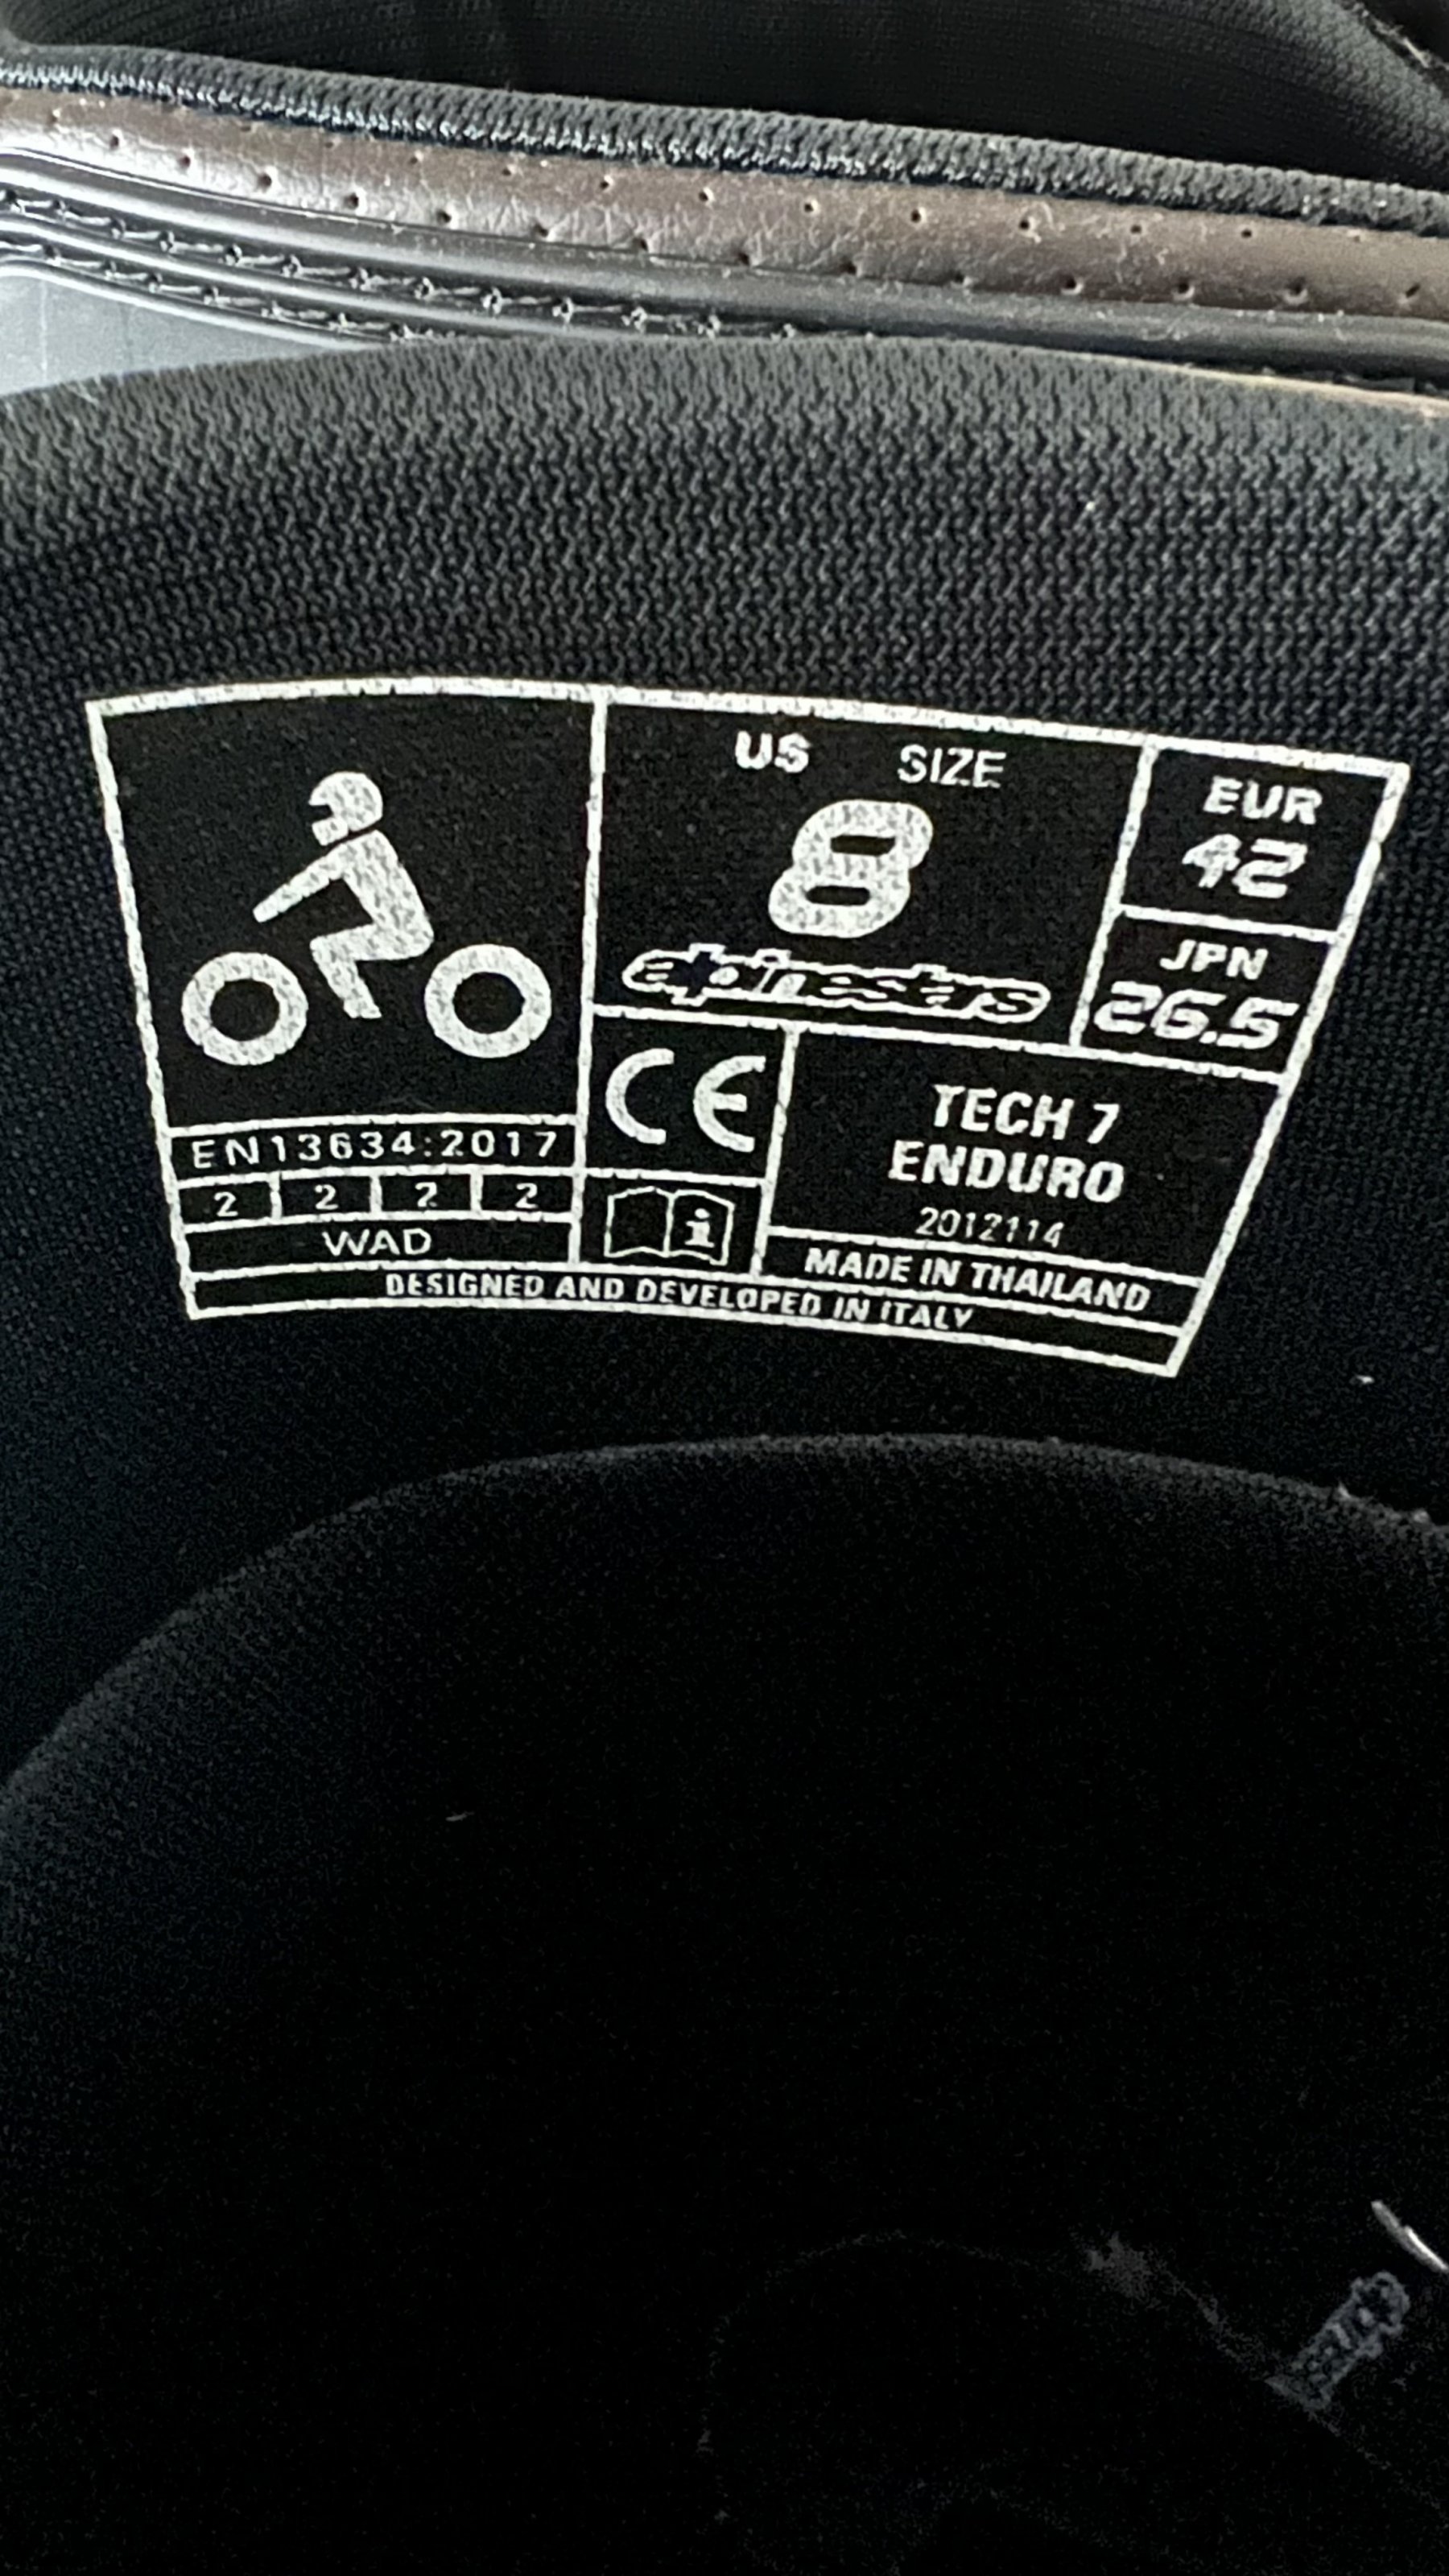 US SIZE
8
alpinestars
EUR
42
JPN
26.5
CE
TECH 7
ENDURO
2012114
EN13634:2017
2 2 2 2
WAD
i
MADE IN THAILAND
DESIGNED AND DEVELOPED IN ITALY